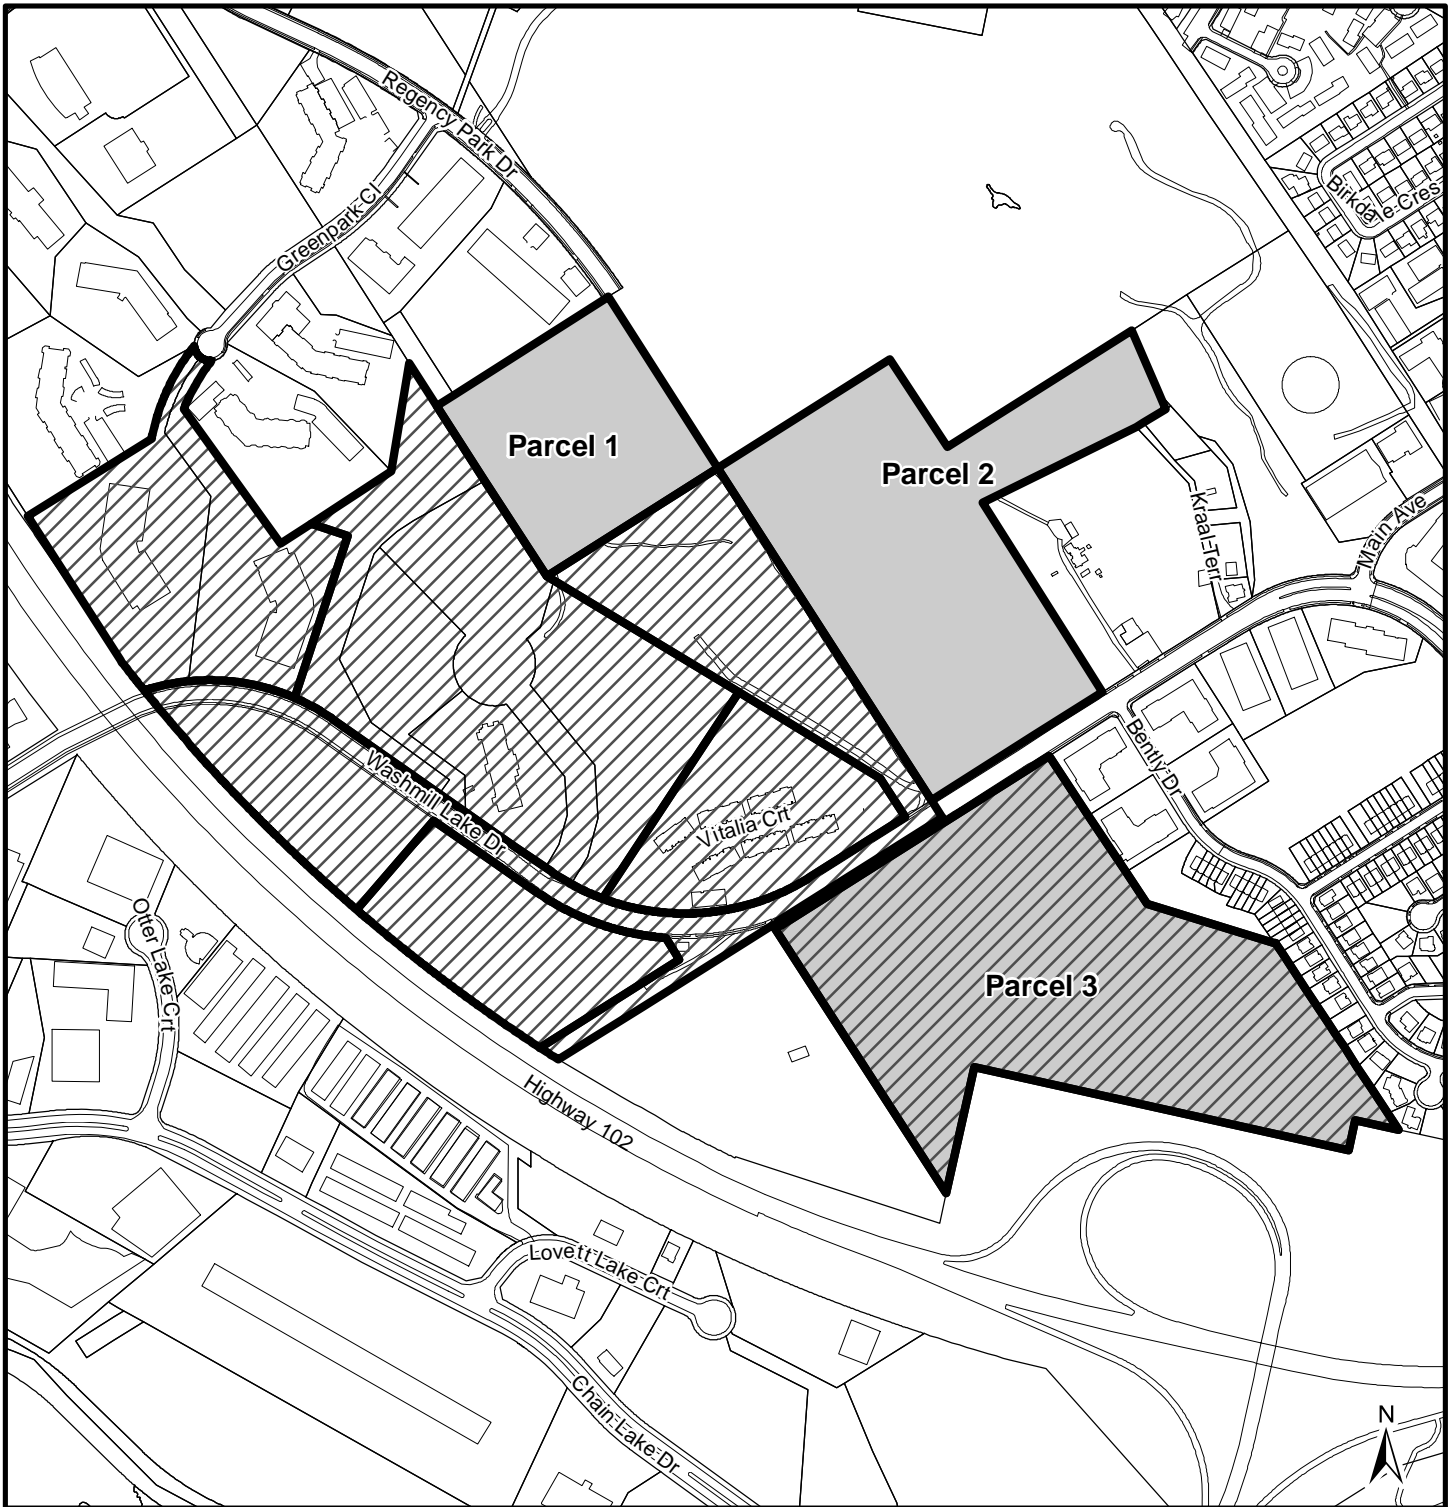 Regency Park Dr
Greenpark Cl
Birkdale Cres
Parcel 1
Parcel 2
Kraal Terr
Main Ave
Bently Dr
Washmill Lake Dr
Vitalia Crt
Otter Lake Crt
Parcel 3
Highway 102
Lovett Lake Crt
Chain Lake Dr
N